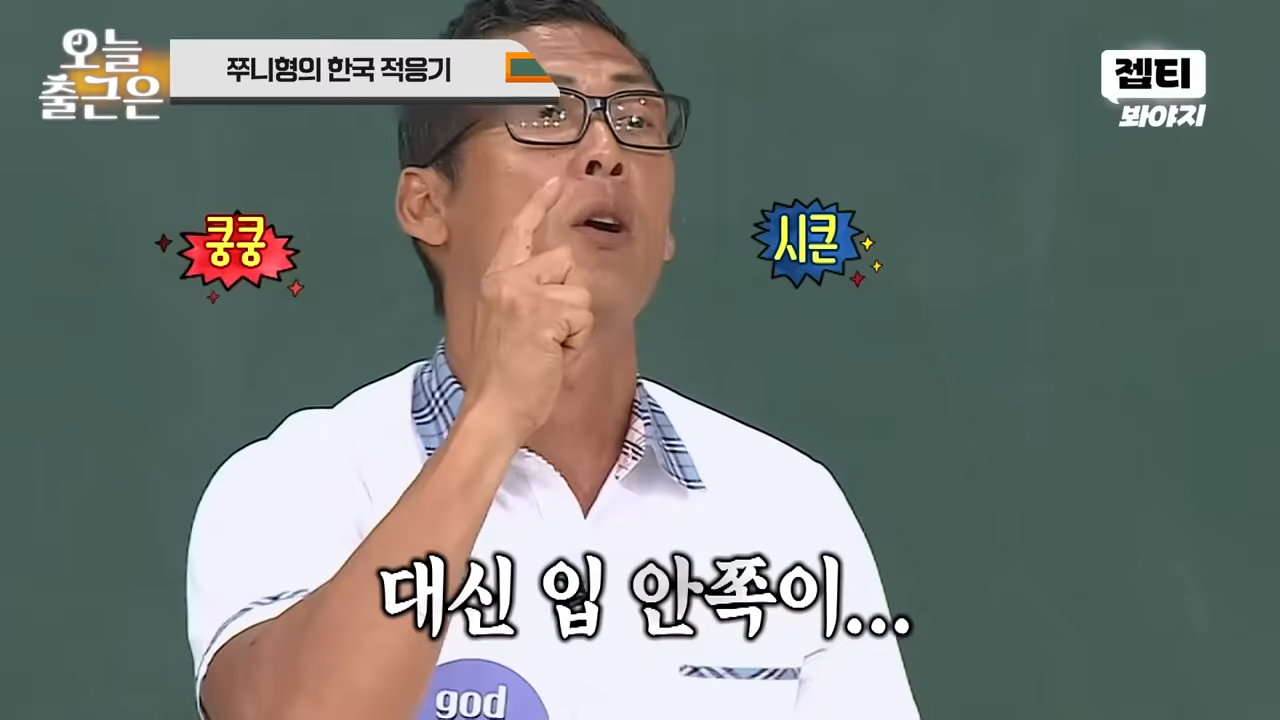 오늘
출근은
쭈니형의 한국 적응기
젭티
봐야지
쿵쿵
시큰
대신 입 안쪽이...
god